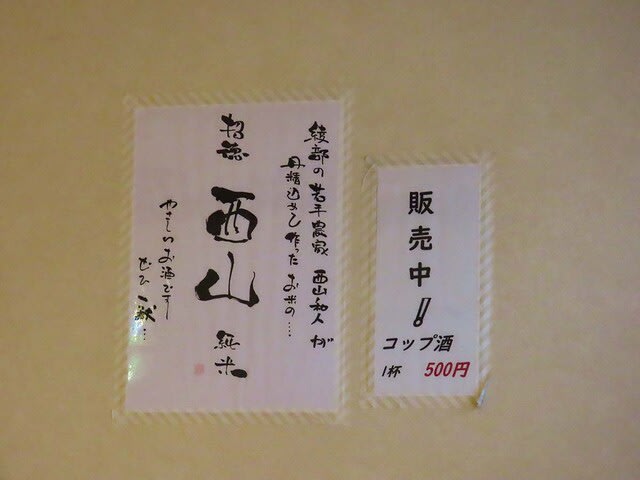 綾部の若手農家 西山和人が
丹精込めて作ったお米の‥‥
招徳
西山
純米
やさしいお酒です
ぜひ一献‥‥
販売中!
コップ酒
1杯 500円